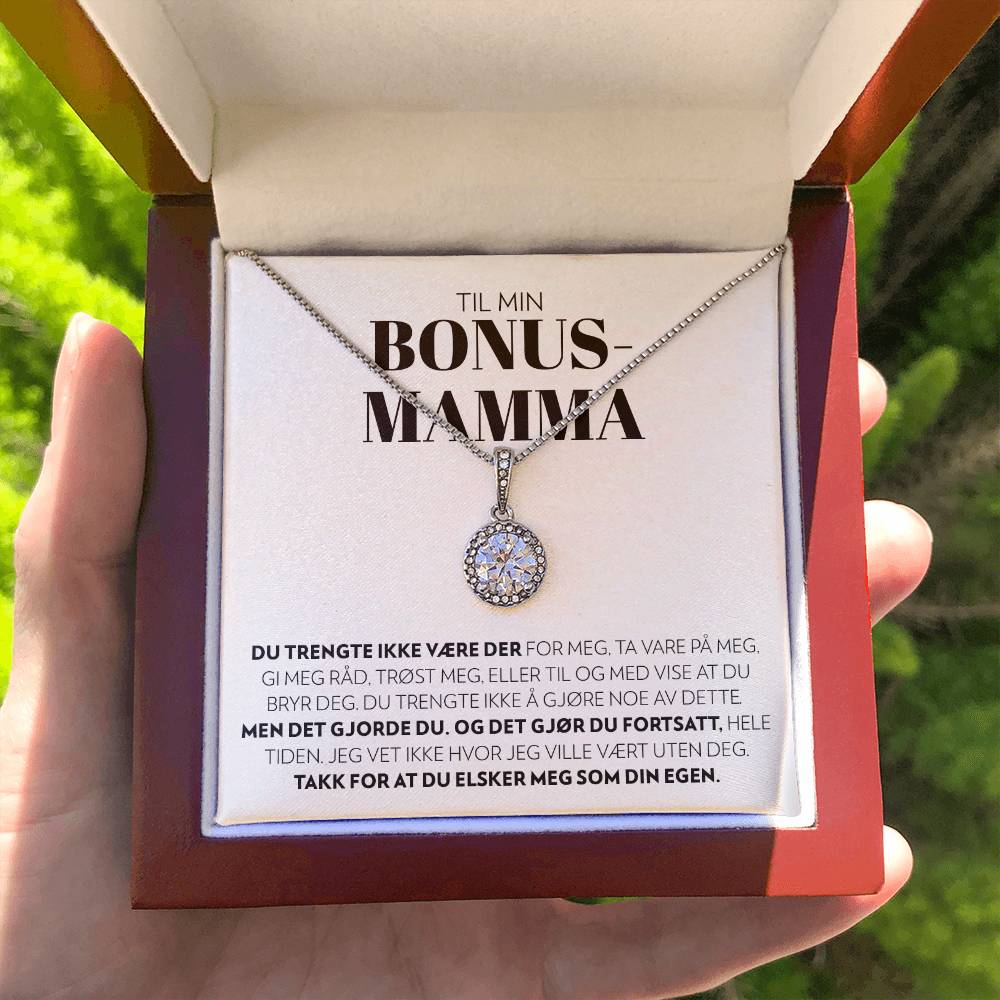 TIL MIN
BONUS-
MAMMA
DU TRENGTE IKKE VÆRE DER FOR MEG, TA VARE PÅ MEG,
GI MEG RÅD, TRØST MEG, ELLER TIL OG MED VISE AT DU
BRYR DEG. DU TRENGTE IKKE Å GJØRE NOE AV DETTE.
MEN DET GJORDE DU. OG DET GJØR DU FORTSATT, HELE
TIDEN. JEG VET IKKE HVOR JEG VILLE VÆRT UTEN DEG.
TAKK FOR AT DU ELSKER MEG SOM DIN EGEN.